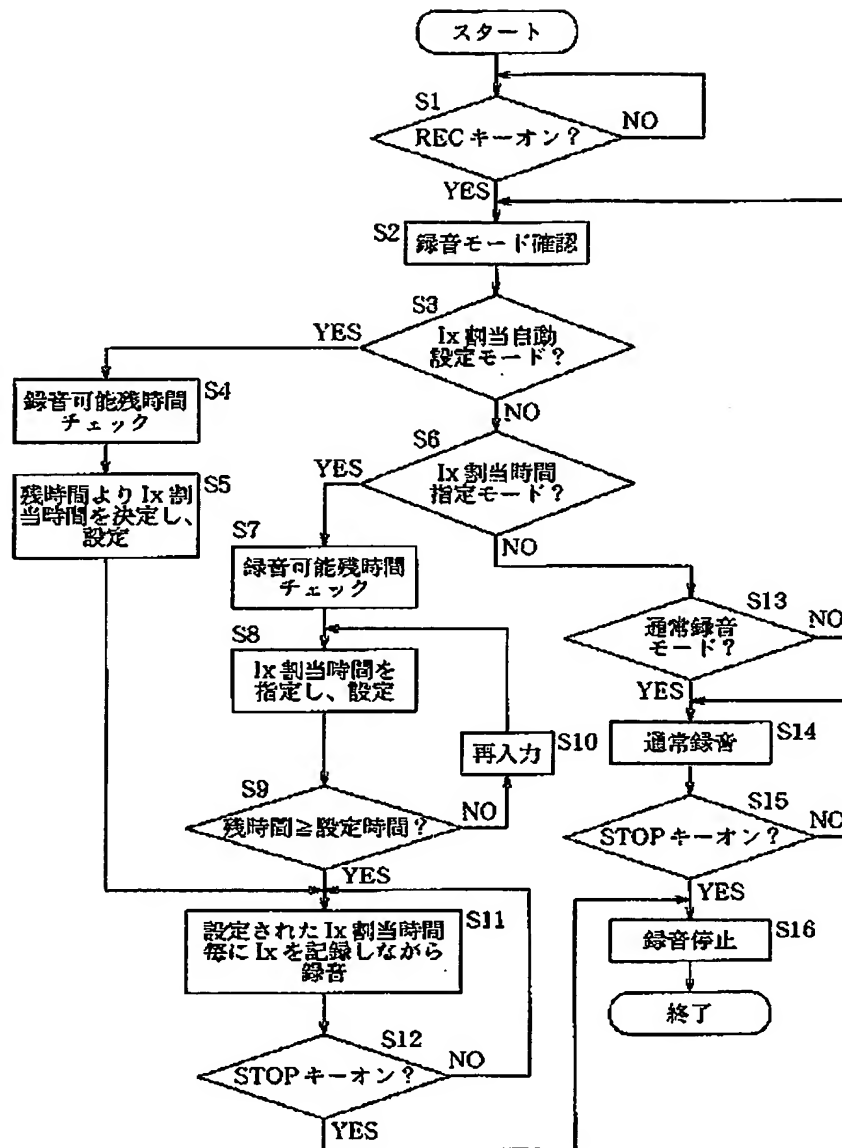 スタート
S1
RECキーオン?
NO
YES
S2
録音モード確認
S3
YES
Ix割当自動
設定モード?
S4
録音可能残時間
チェック
NO
S6
YES
Ix割当時間
指定モード?
S5
残時間よりIx割
当時間を決定し、
設定
S7
NO
録音可能残時間
チェック
S13
通常録音
モード?
NO
S8
Ix割当時間を
指定し、設定
YES
S14
通常録音
S10
再入力
S9
残時間≧設定時間?
NO
S15
STOPキーオン?
NO
YES
YES
S11
設定されたIx割当時間
毎にIxを記録しながら
録音
S16
録音停止
終了
S12
STOPキーオン?
NO
YES